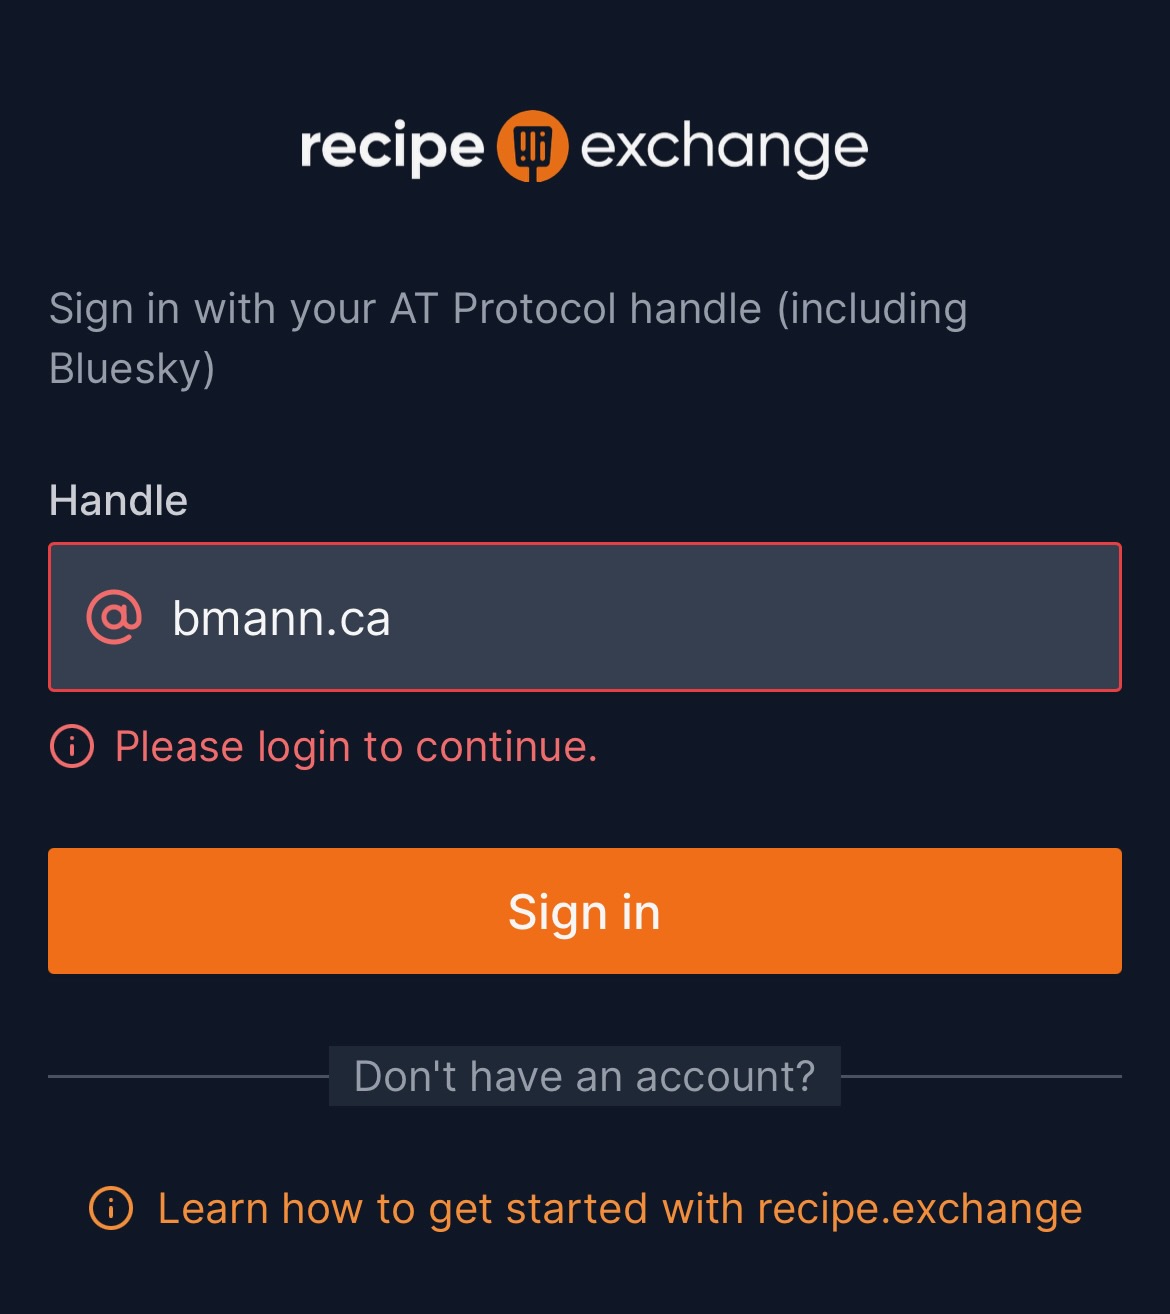 recipe exchange
Sign in with your AT Protocol handle (including
Bluesky)
Handle
@ bmann.ca
Please login to continue.
Sign in
Don't have an account?
Learn how to get started with recipe.exchange